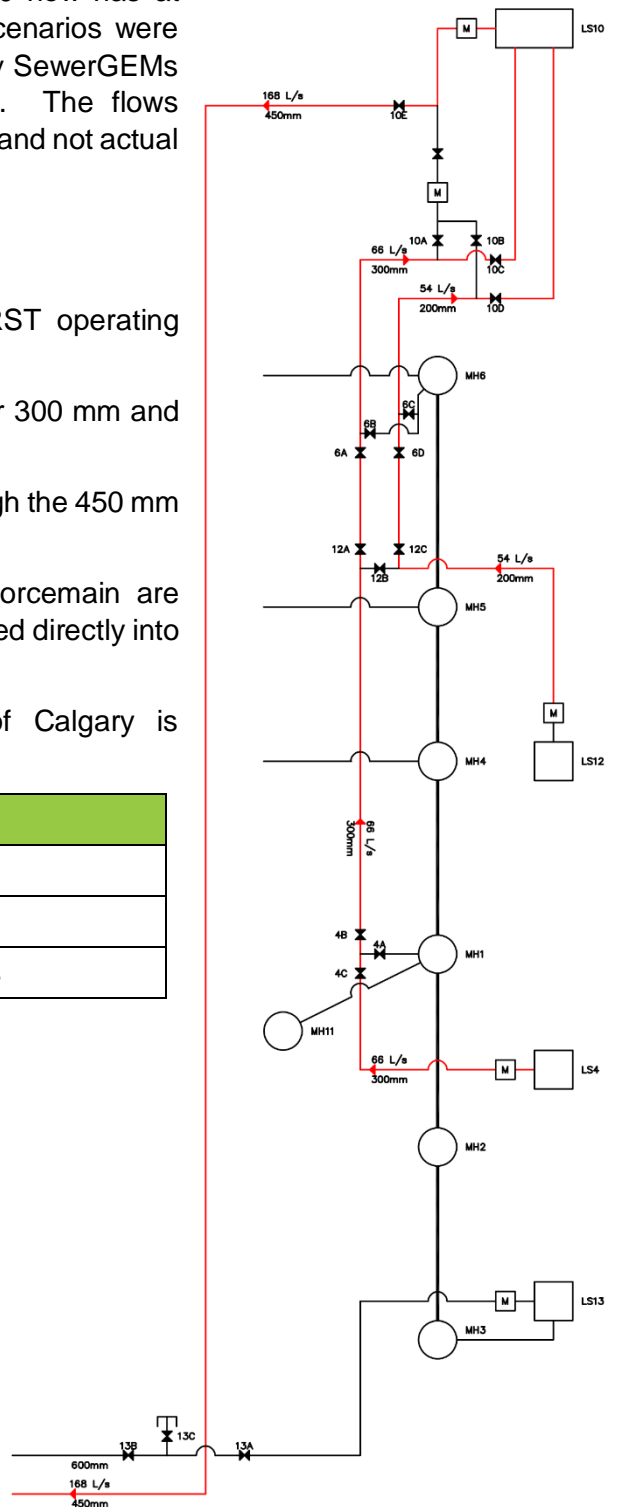 cenarios were
y SewerGEMs
. The flows
and not actual
RST operating
r 300 mm and
gh the 450 mm
orcemain are
ed directly into
of Calgary is
M
LS10
168 L/s
450mm
10E
M
10A
10B
66 L/s
300mm
10C
54 L/s
200mm
10D
MH6
6C
6B
6A
6D
12A
12C
12B
54 L/s
200mm
MH5
M
MH4
LS12
66 L/s
300mm
4B
4A
MH1
4C
MH11
66 L/s
300mm
M
LS4
MH2
M
LS13
MH3
13C
13B
13A
600mm
168 L/s
450mm